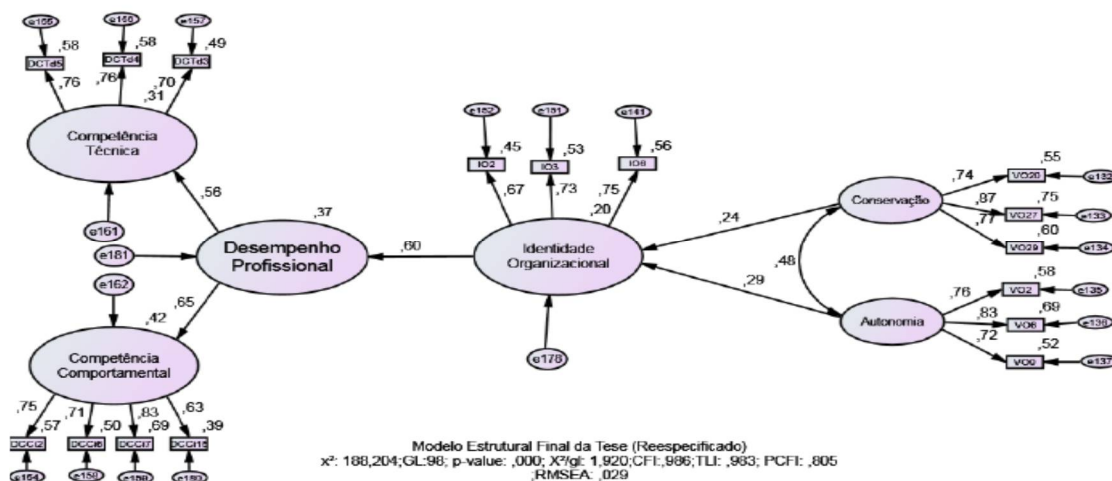 e155
e156
e157
,58
,58
,49
DCTd5
DCTd4
DCTd3
,76
,76
,70
,31
Competência
Técnica
,56
e161
e181
e162
,37
Desempenho
Profissional
,65
,42
Competência
Comportamental
,75
,71
,83
,63
,57
,50
,69
,39
DCCi2
DCCi6
DCCi7
,60
e152
e151
e141
,45
,53
,56
IO2
IO3
,67
,73
,75
,20
Identidade
Organizacional
e178
,24
,29
,48
Conservação
,74
,87
,77
,55
,75
,60
VO27
VO29
e132
e133
e134
Autonomia
,76
,83
,72
,58
,69
,52
VO2
VO6
e135
e136
e137
Modelo Estrutural Final da Tese (Reespecificado)
x²: 188,204;GL:98; p-value: ,000; X²/gl: 1,920;CFI:,986;TLI: ,983; PCFI: ,805
;RMSEA: ,029